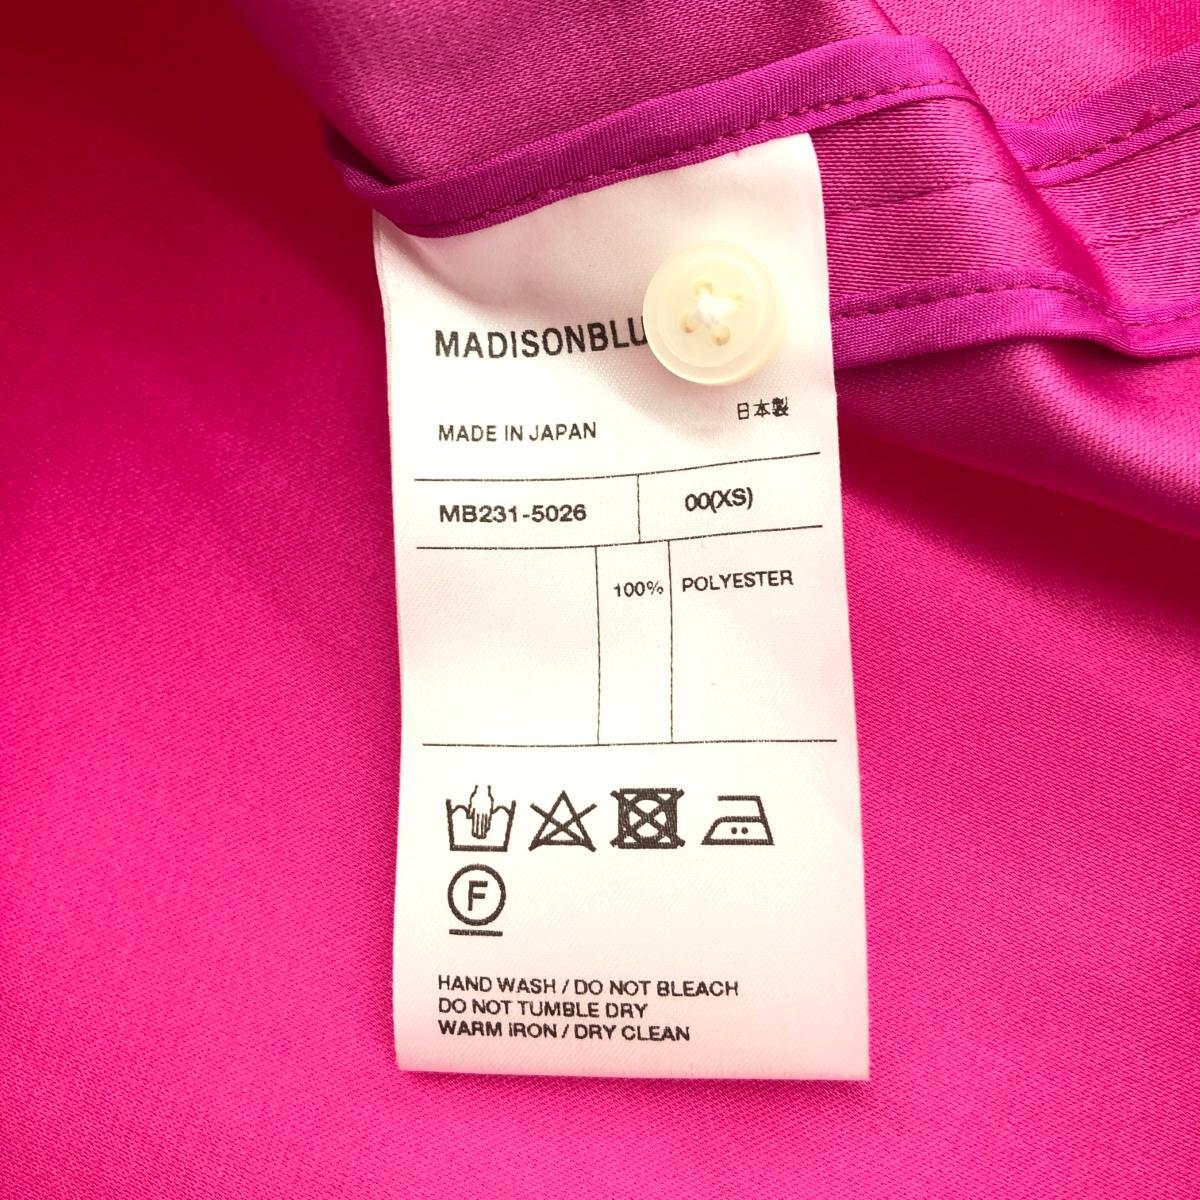 MADISONBLU
日本製
MADE IN JAPAN
MB231-5026 00(XS)
100% POLYESTER
F
HAND WASH / DO NOT BLEACH
DO NOT TUMBLE DRY
WARM IRON / DRY CLEAN